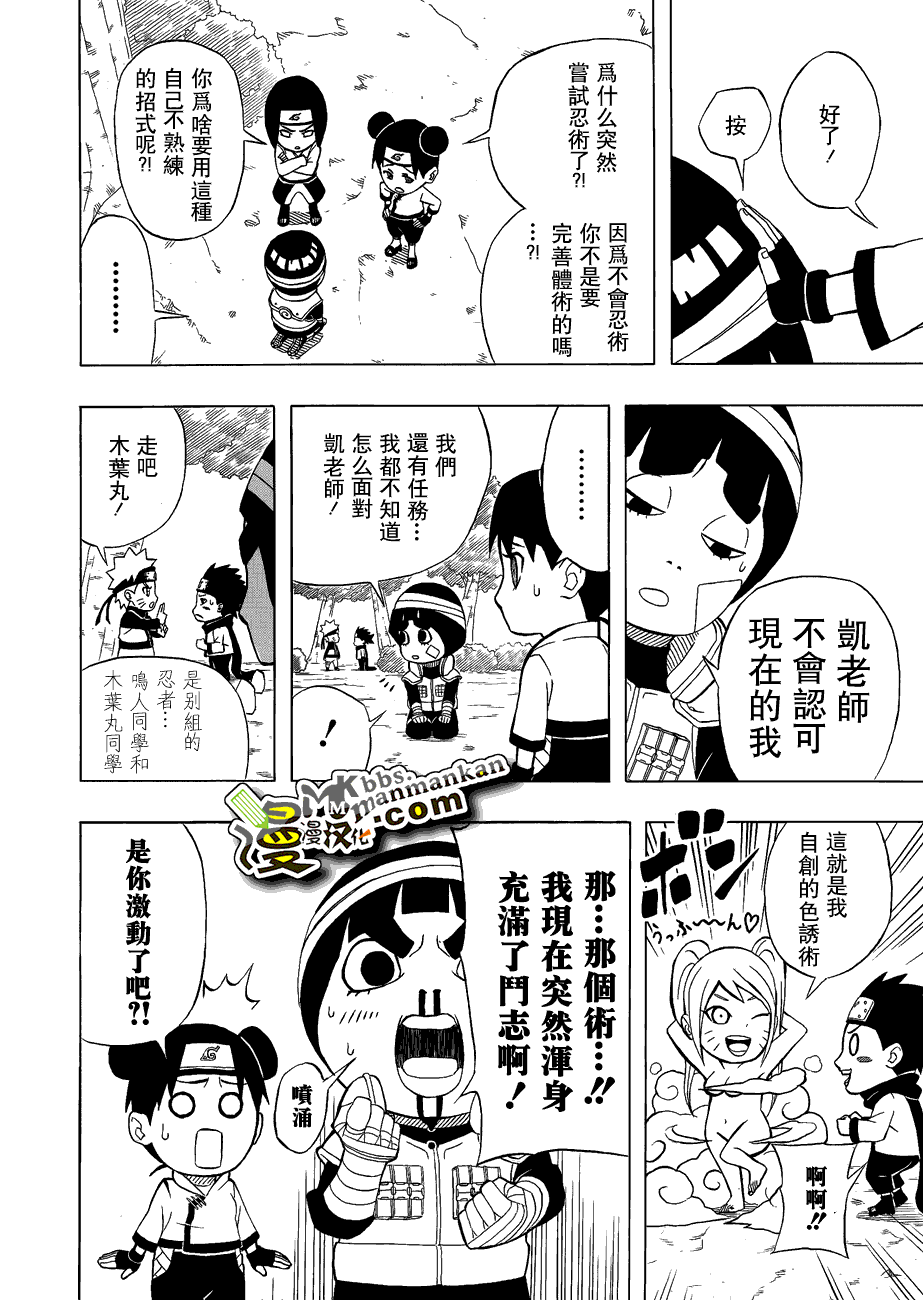 好了！
按
爲什么突然
嘗試忍術了?!
因爲不會忍術
你不是要
完善體術的嗎
…?!
你爲啥要用這種
自己不熟練
的招式呢?!
………
凱老師
不會認可
現在的我
………
我們
還有任務…
我都不知道
怎么面對
凱老師！
！
走吧
木葉丸！
是别組的
忍者…
鳴人同學和
木葉丸同學
這就是我
自創的色誘術
ボン
うっふ〜〜ん♡
啊啊!!
那…那個術…!!
我現在突然渾身
充滿了鬥志啊！
噴涌
是你激動了吧?!
MK bbs.
manmankan
.com
漫漫汉化